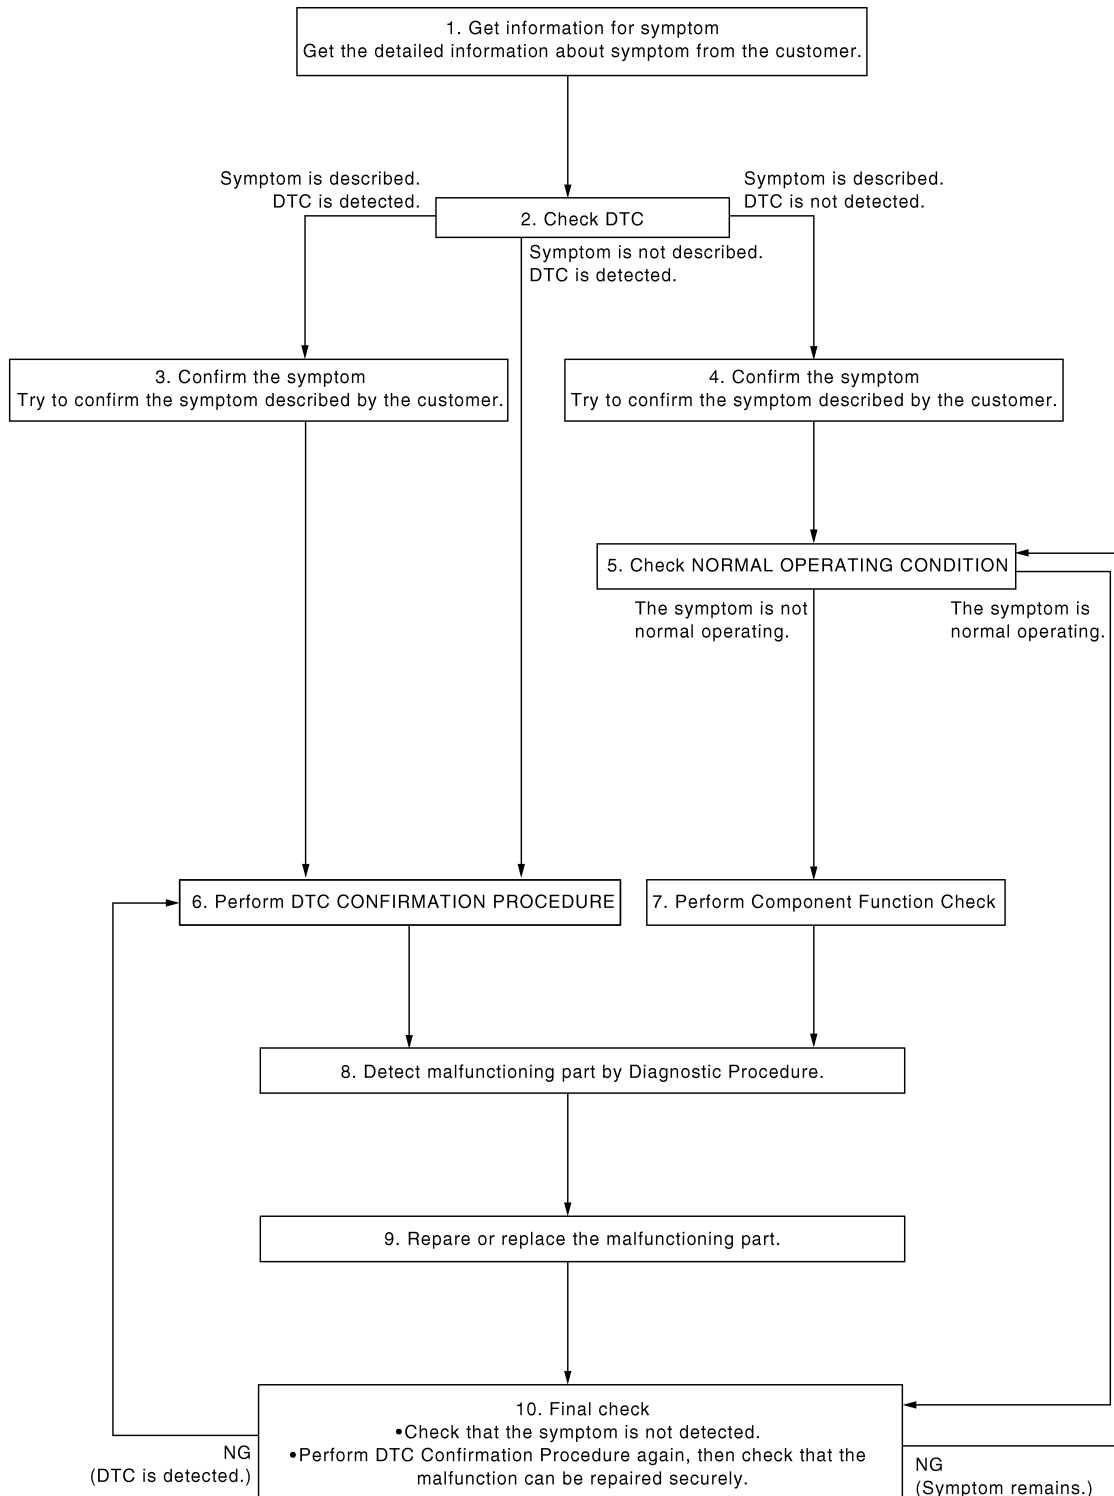 1. Get information for symptom
Get the detailed information about symptom from the customer.
Symptom is described.
DTC is detected.
Symptom is described.
DTC is not detected.
2. Check DTC
Symptom is not described.
DTC is detected.
3. Confirm the symptom
Try to confirm the symptom described by the customer.
4. Confirm the symptom
Try to confirm the symptom described by the customer.
5. Check NORMAL OPERATING CONDITION
The symptom is not
normal operating.
The symptom is
normal operating.
6. Perform DTC CONFIRMATION PROCEDURE
7. Perform Component Function Check
8. Detect malfunctioning part by Diagnostic Procedure.
9. Repare or replace the malfunctioning part.
10. Final check
•Check that the symptom is not detected.
•Perform DTC Confirmation Procedure again, then check that the
malfunction can be repaired securely.
NG
(DTC is detected.)
NG
(Symptom remains.)